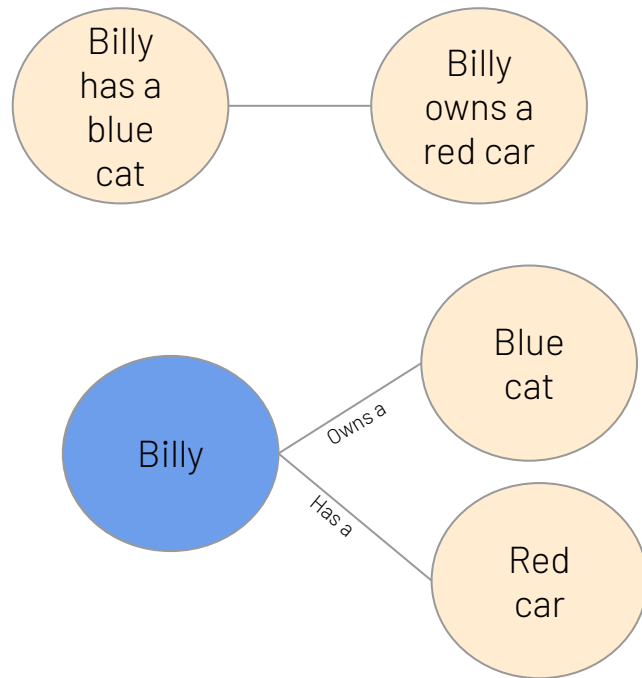 Billy
has a
blue
cat
Billy
owns a
red car
Blue
cat
Owns a
Billy
Has a
Red
car